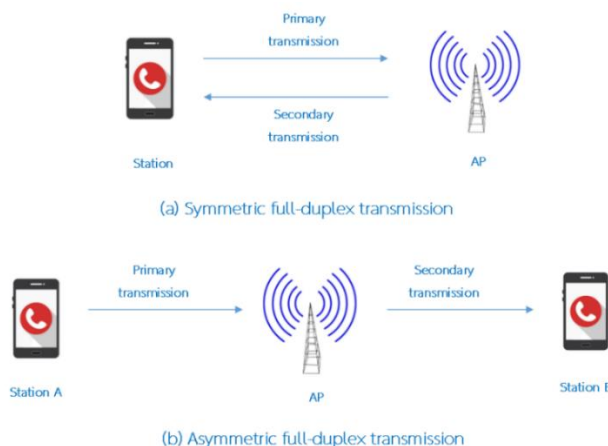 Primary
transmission
Secondary
transmission
Station
AP
(a) Symmetric full-duplex transmission
Primary
transmission
Secondary
transmission
Station A
AP
Station B
(b) Asymmetric full-duplex transmission